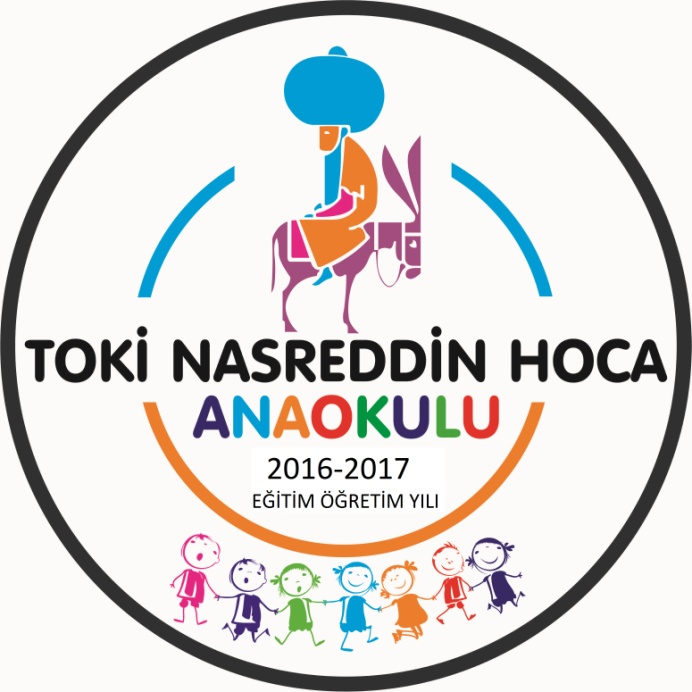 TOKİ NASREDDİN HOCA
ANAOKULU
2016-2017
EĞİTİM ÖĞRETİM YILI